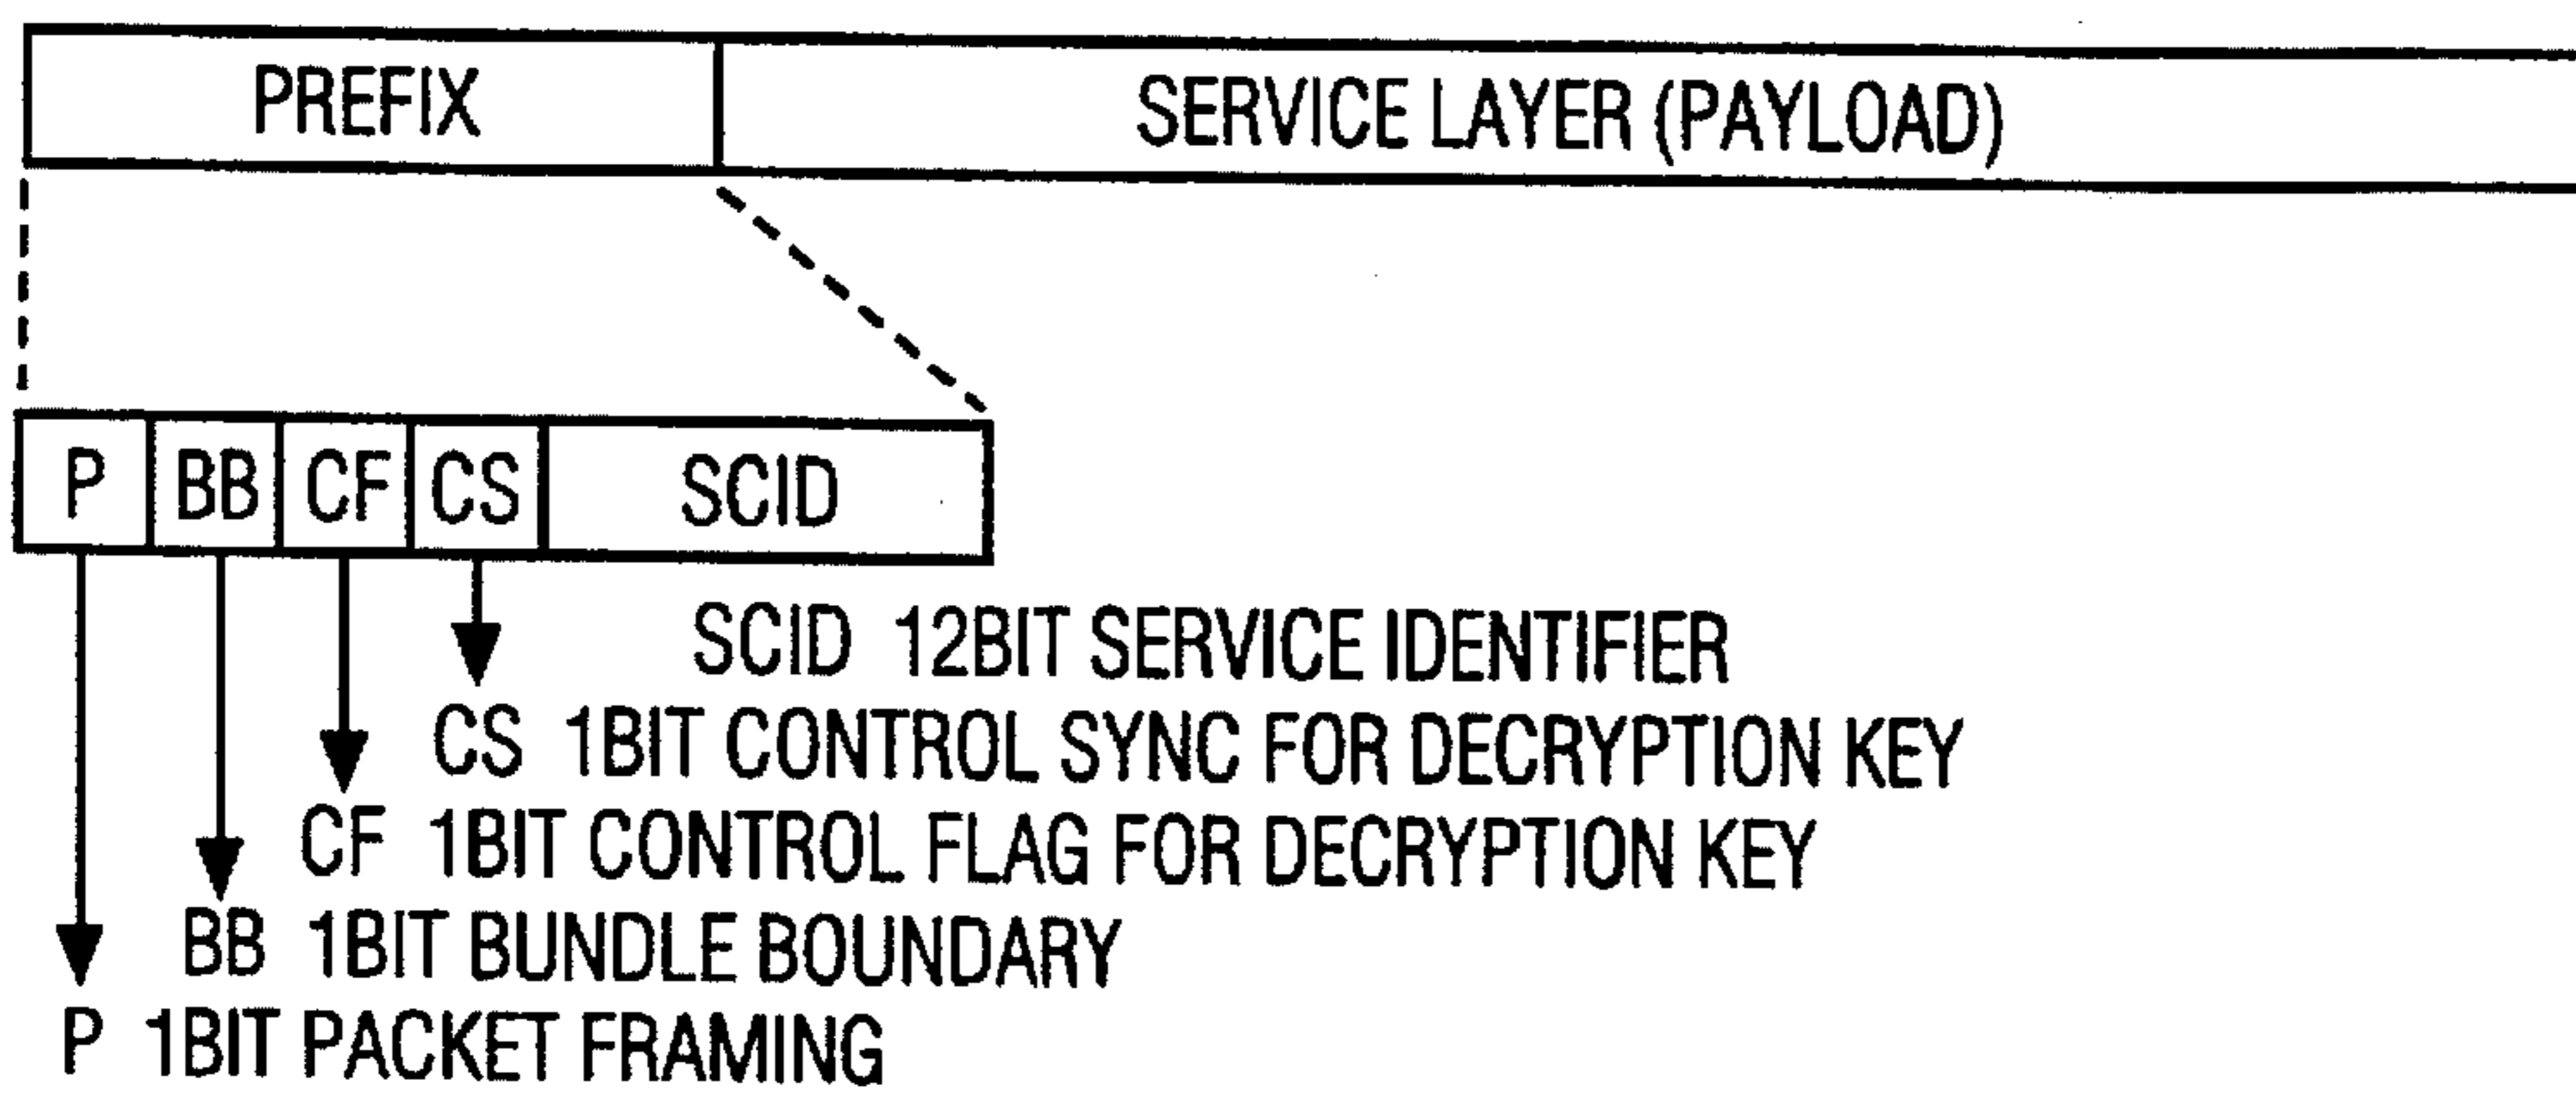 PREFIX SERVICE LAYER (PAYLOAD)
P BB CF CS SCID
SCID 12BIT SERVICE IDENTIFIER
CS 1BIT CONTROL SYNC FOR DECRYPTION KEY
CF 1BIT CONTROL FLAG FOR DECRYPTION KEY
BB 1BIT BUNDLE BOUNDARY
P 1BIT PACKET FRAMING